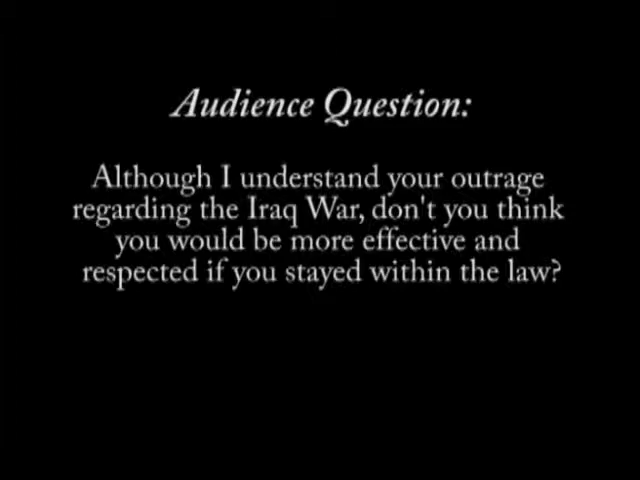 Audience Question:
Although I understand your outrage
regarding the Iraq War, don't you think
you would be more effective and
respected if you stayed within the law?